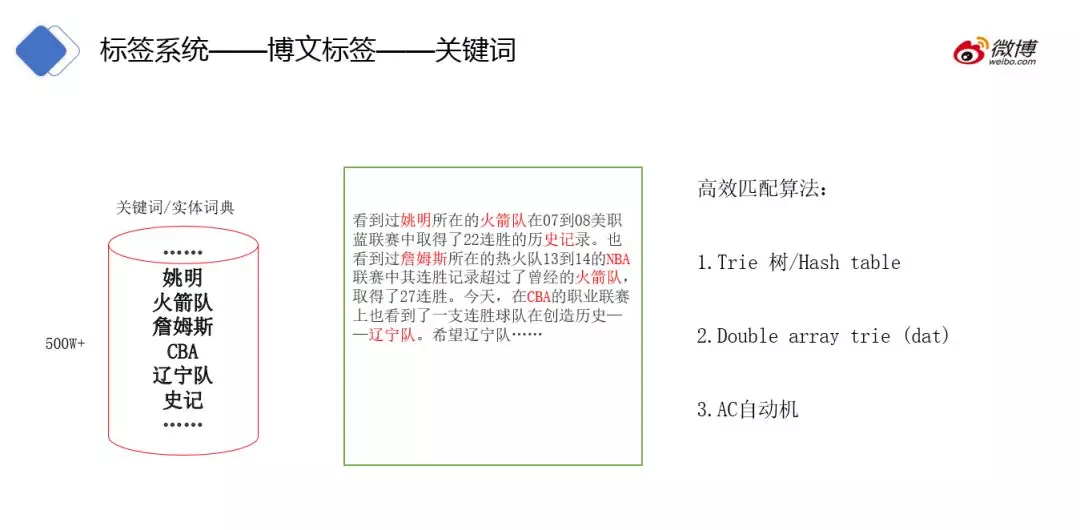 标签系统——博文标签——关键词
微博
weibo.com
关键词/实体词典
500W+
……
姚明
火箭队
詹姆斯
CBA
辽宁队
史记
……
看到过姚明所在的火箭队在07到08美职
蓝联赛中取得了22连胜的历史记录。也
看到过詹姆斯所在的热火队13到14的NBA
联赛中其连胜记录超过了曾经的火箭队,
取得了27连胜。今天，在CBA的职业联赛
上也看到了一支连胜球队在创造历史—
—辽宁队。希望辽宁队……
高效匹配算法：
1.Trie 树/Hash table
2.Double array trie (dat)
3.AC自动机